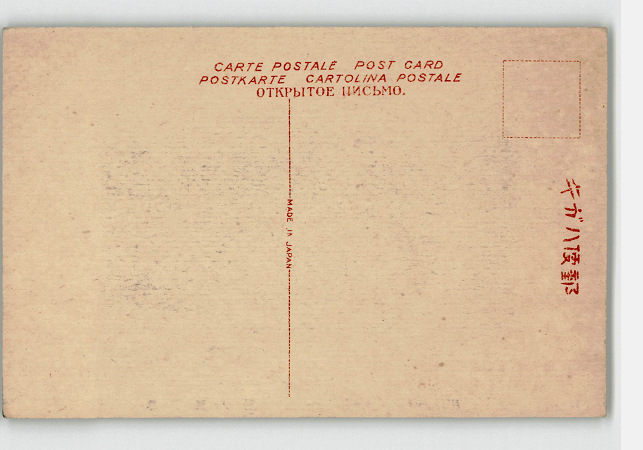 CARTE POSTALE POST CARD
POSTKARTE CARTOLINA POSTALE
ОТКРЫТОЕ ПИСЬМО.
MADE IN JAPAN
キガハ便郵